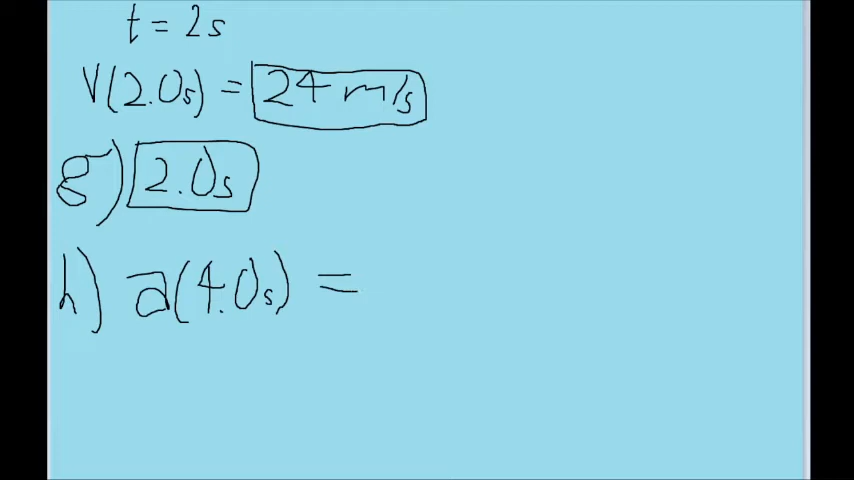 t = 2s
v(2.0s) = 24 m/s
g) 2.0s
h) a(4.0s) =